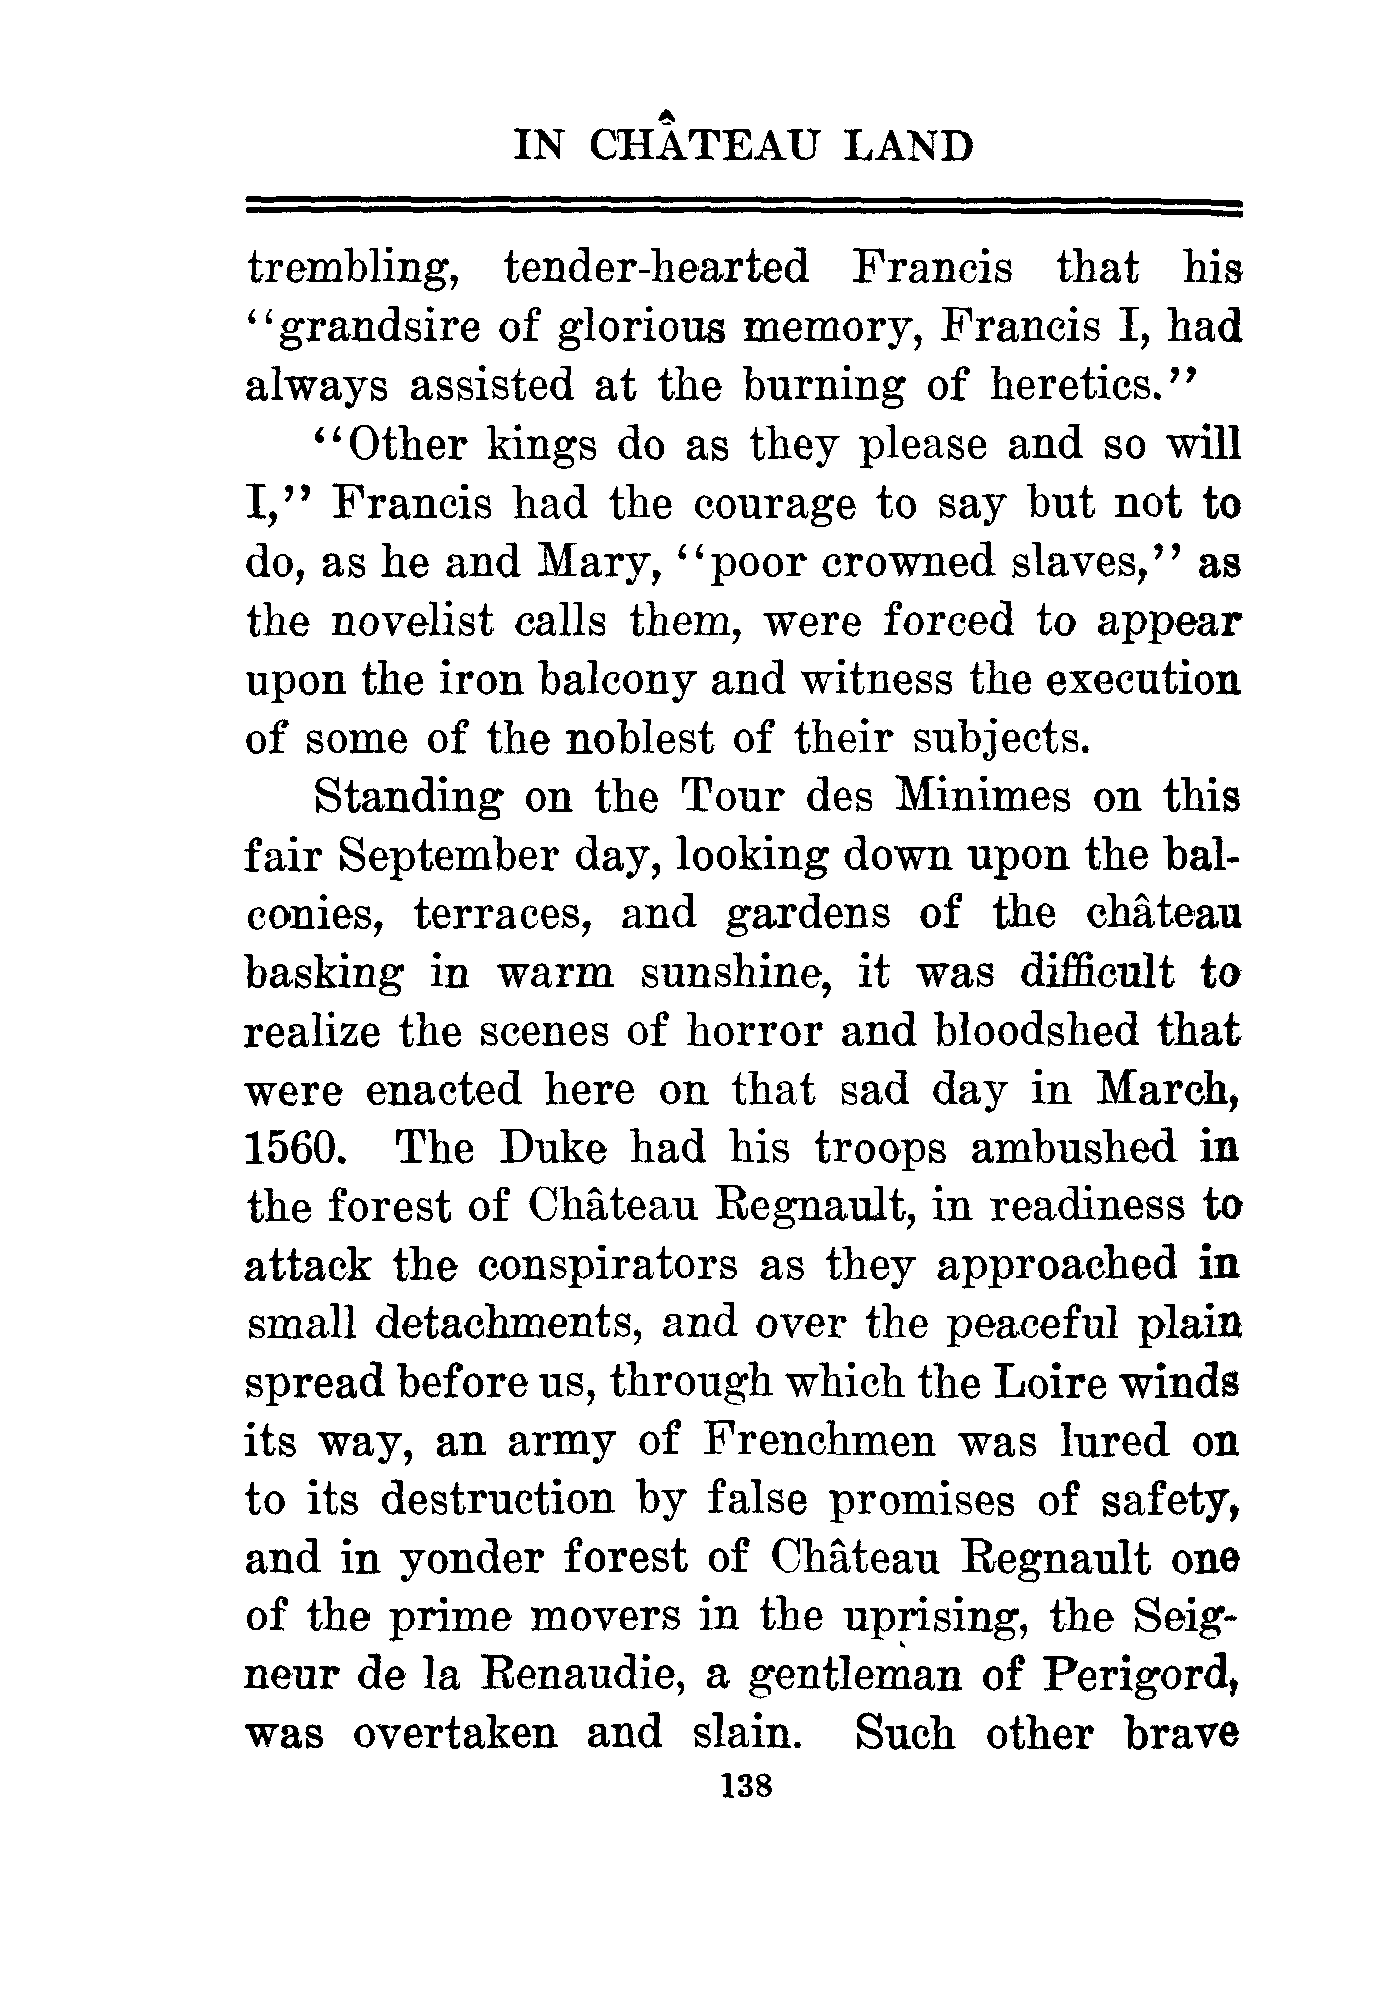 IN CHÂTEAU LAND
trembling, tender-hearted Francis that his
"grandsire of glorious memory, Francis I, had
always assisted at the burning of heretics."
"Other kings do as they please and so will
I," Francis had the courage to say but not to
do, as he and Mary, "poor crowned slaves," as
the novelist calls them, were forced to appear
upon the iron balcony and witness the execution
of some of the noblest of their subjects.
Standing on the Tour des Minimes on this
fair September day, looking down upon the bal-
conies, terraces, and gardens of the château
basking in warm sunshine, it was difficult to
realize the scenes of horror and bloodshed that
were enacted here on that sad day in March,
1560. The Duke had his troops ambushed in
the forest of Château Regnault, in readiness to
attack the conspirators as they approached in
small detachments, and over the peaceful plain
spread before us, through which the Loire winds
its way, an army of Frenchmen was lured on
to its destruction by false promises of safety,
and in yonder forest of Château Regnault one
of the prime movers in the uprising, the Seig-
neur de la Renaudie, a gentleman of Perigord,
was overtaken and slain. Such other brave
138